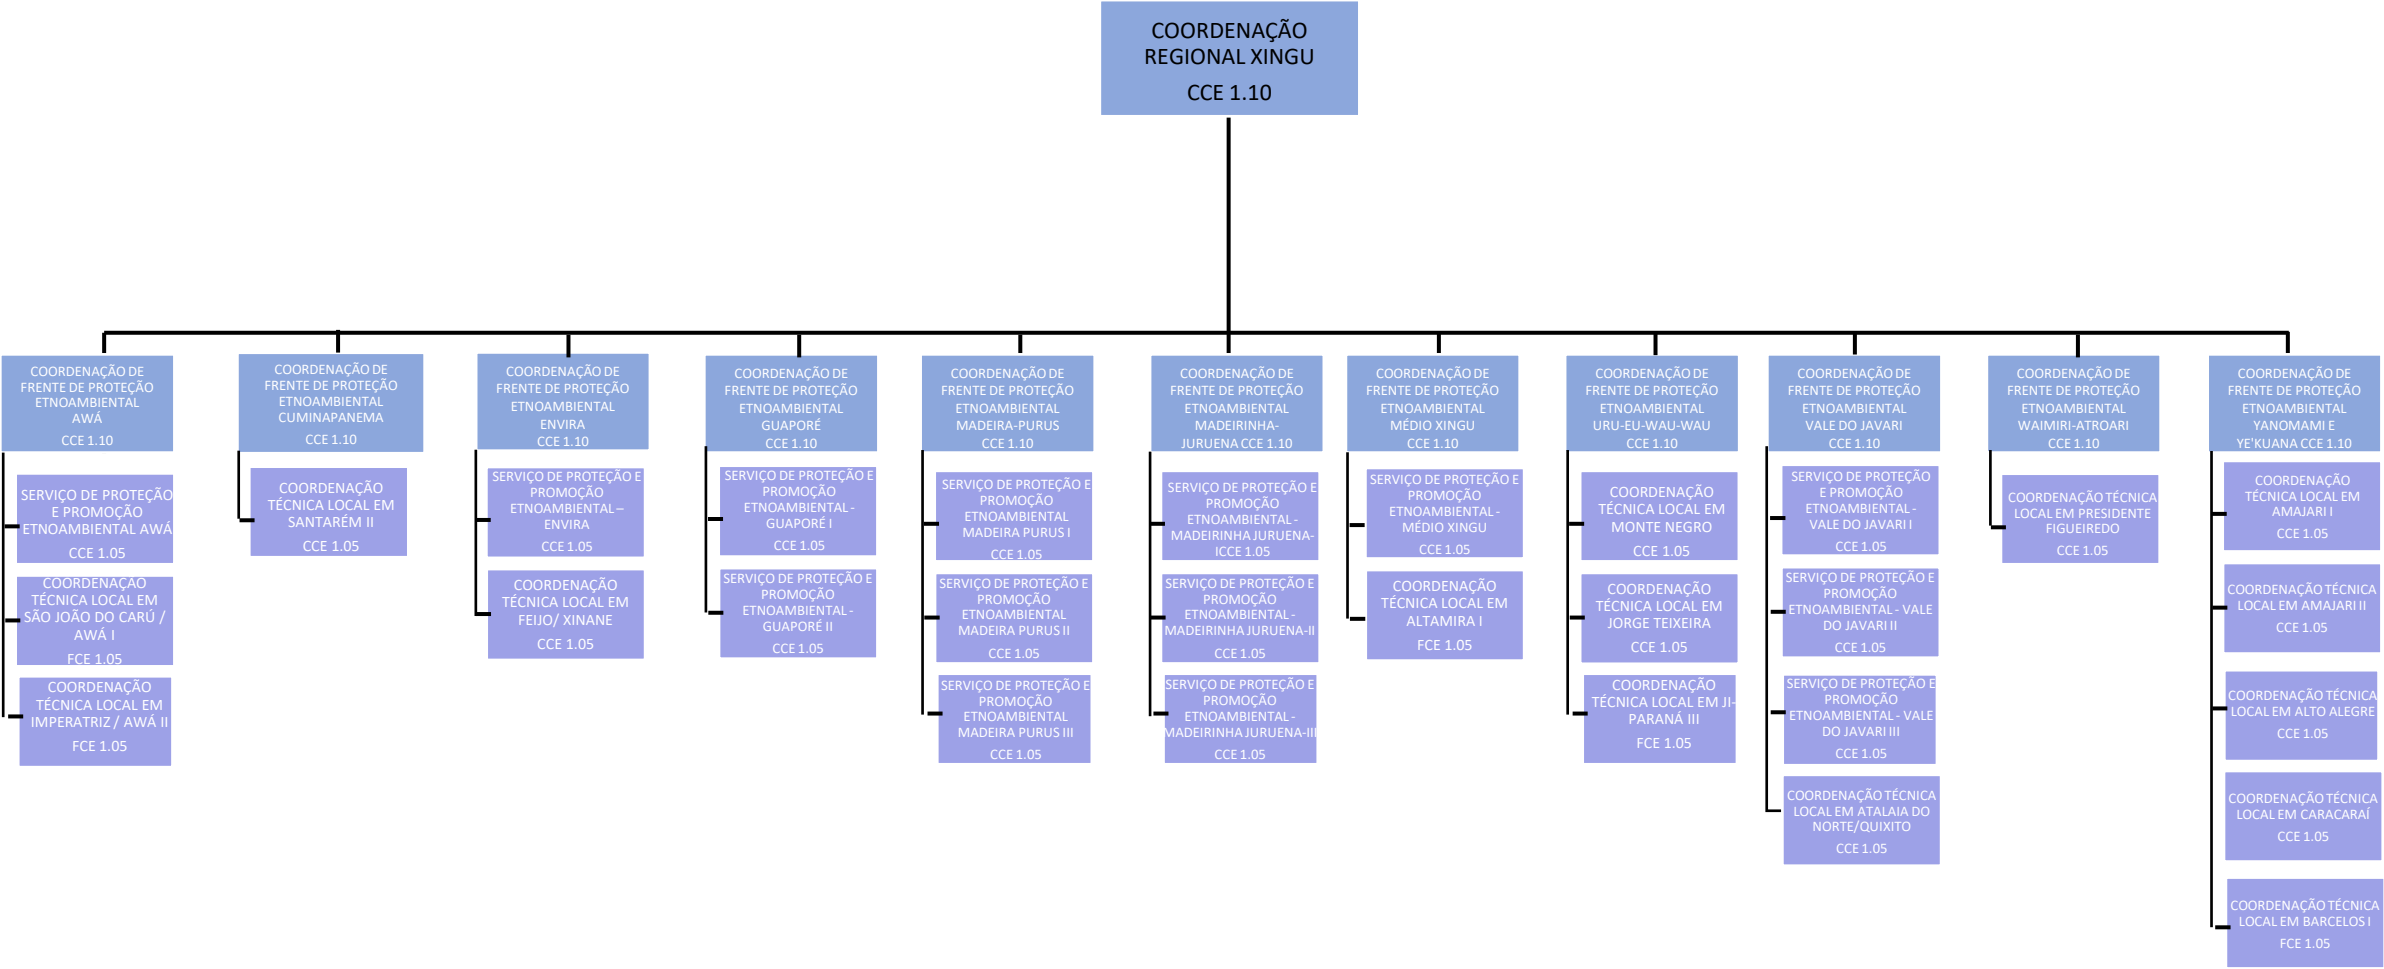 COORDENAÇÃO
REGIONAL XINGU
CCE 1.10
COORDENAÇÃO DE
FRENTE DE PROTEÇÃO
ETNOAMBIENTAL
AWÁ
CCE 1.10
SERVIÇO DE PROTEÇÃO
E PROMOÇÃO
ETNOAMBIENTAL AWÁ
CCE 1.05
COORDENAÇÃO
TÉCNICA LOCAL EM
SÃO JOÃO DO CARÚ /
AWÁ I
FCE 1.05
COORDENAÇÃO
TÉCNICA LOCAL EM
IMPERATRIZ / AWÁ II
FCE 1.05
COORDENAÇÃO DE
FRENTE DE PROTEÇÃO
ETNOAMBIENTAL
CUMINAPANEMA
CCE 1.10
COORDENAÇÃO
TÉCNICA LOCAL EM
SANTARÉM II
CCE 1.05
COORDENAÇÃO DE
FRENTE DE PROTEÇÃO
ETNOAMBIENTAL
ENVIRA
CCE 1.10
SERVIÇO DE PROTEÇÃO E
PROMOÇÃO
ETNOAMBIENTAL –
ENVIRA
CCE 1.05
COORDENAÇÃO
TÉCNICA LOCAL EM
FEIJO/ XINANE
CCE 1.05
COORDENAÇÃO DE
FRENTE DE PROTEÇÃO
ETNOAMBIENTAL
GUAPORÉ
CCE 1.10
SERVIÇO DE PROTEÇÃO E
PROMOÇÃO
ETNOAMBIENTAL -
GUAPORÉ I
CCE 1.05
SERVIÇO DE PROTEÇÃO E
PROMOÇÃO
ETNOAMBIENTAL -
GUAPORÉ II
CCE 1.05
COORDENAÇÃO DE
FRENTE DE PROTEÇÃO
ETNOAMBIENTAL
MADEIRA-PURUS
CCE 1.10
SERVIÇO DE PROTEÇÃO E
PROMOÇÃO
ETNOAMBIENTAL
MADEIRA PURUS I
CCE 1.05
SERVIÇO DE PROTEÇÃO E
PROMOÇÃO
ETNOAMBIENTAL
MADEIRA PURUS II
CCE 1.05
SERVIÇO DE PROTEÇÃO E
PROMOÇÃO
ETNOAMBIENTAL
MADEIRA PURUS III
CCE 1.05
COORDENAÇÃO DE
FRENTE DE PROTEÇÃO
ETNOAMBIENTAL
MADEIRINHA-
JURUENA CCE 1.10
SERVIÇO DE PROTEÇÃO E
PROMOÇÃO
ETNOAMBIENTAL -
MADEIRINHA JURUENA-
ICCE 1.05
SERVIÇO DE PROTEÇÃO E
PROMOÇÃO
ETNOAMBIENTAL -
MADEIRINHA JURUENA-II
CCE 1.05
SERVIÇO DE PROTEÇÃO E
PROMOÇÃO
ETNOAMBIENTAL -
MADEIRINHA JURUENA-III
CCE 1.05
COORDENAÇÃO DE
FRENTE DE PROTEÇÃO
ETNOAMBIENTAL
MÉDIO XINGU
CCE 1.10
SERVIÇO DE PROTEÇÃO E
PROMOÇÃO
ETNOAMBIENTAL -
MÉDIO XINGU
CCE 1.05
COORDENAÇÃO
TÉCNICA LOCAL EM
ALTAMIRA I
FCE 1.05
COORDENAÇÃO DE
FRENTE DE PROTEÇÃO
ETNOAMBIENTAL
URU-EU-WAU-WAU
CCE 1.10
COORDENAÇÃO
TÉCNICA LOCAL EM
MONTE NEGRO
CCE 1.05
COORDENAÇÃO
TÉCNICA LOCAL EM
JORGE TEIXEIRA
CCE 1.05
COORDENAÇÃO
TÉCNICA LOCAL EM JI-
PARANÁ III
FCE 1.05
COORDENAÇÃO DE
FRENTE DE PROTEÇÃO
ETNOAMBIENTAL
VALE DO JAVARI
CCE 1.10
SERVIÇO DE PROTEÇÃO
E PROMOÇÃO
ETNOAMBIENTAL -
VALE DO JAVARI I
CCE 1.05
SERVIÇO DE PROTEÇÃO E
PROMOÇÃO
ETNOAMBIENTAL - VALE
DO JAVARI II
CCE 1.05
SERVIÇO DE PROTEÇÃO E
PROMOÇÃO
ETNOAMBIENTAL - VALE
DO JAVARI III
CCE 1.05
COORDENAÇÃO TÉCNICA
LOCAL EM ATALAIA DO
NORTE/QUIXITO
CCE 1.05
COORDENAÇÃO DE
FRENTE DE PROTEÇÃO
ETNOAMBIENTAL
WAIMIRI-ATROARI
CCE 1.10
COORDENAÇÃO TÉCNICA
LOCAL EM PRESIDENTE
FIGUEIREDO
CCE 1.05
COORDENAÇÃO DE
FRENTE DE PROTEÇÃO
ETNOAMBIENTAL
YANOMAMI E
YE'KUANA CCE 1.10
COORDENAÇÃO
TÉCNICA LOCAL EM
AMAJARI I
CCE 1.05
COORDENAÇÃO TÉCNICA
LOCAL EM AMAJARI II
CCE 1.05
COORDENAÇÃO TÉCNICA
LOCAL EM ALTO ALEGRE
CCE 1.05
COORDENAÇÃO TÉCNICA
LOCAL EM CARACARAÍ
CCE 1.05
COORDENAÇÃO TÉCNICA
LOCAL EM BARCELOS I
FCE 1.05